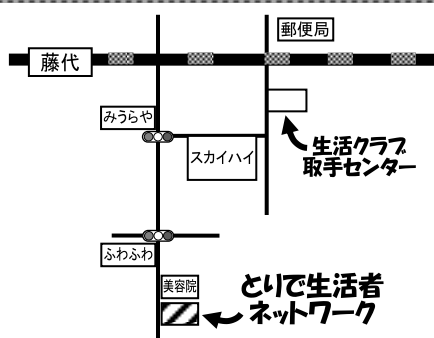 郵便局
藤代
みうらや
スカイハイ
生活クラブ
取手センター
ふわふわ
美容院
とりで生活者
ネットワーク